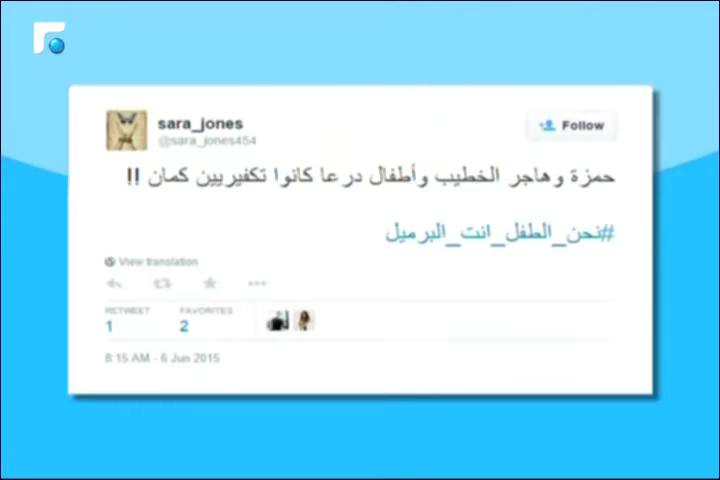 sara_jones
@sara_jones454
Follow
حمزة وهاجر الخطيب وأطفال درعا كانوا تكفيريين كمان !!
#نحن_الطفل_انت_البرميل
View translation
RETWEET
FAVORITES
1
2
8:15 AM - 6 Jun 2015